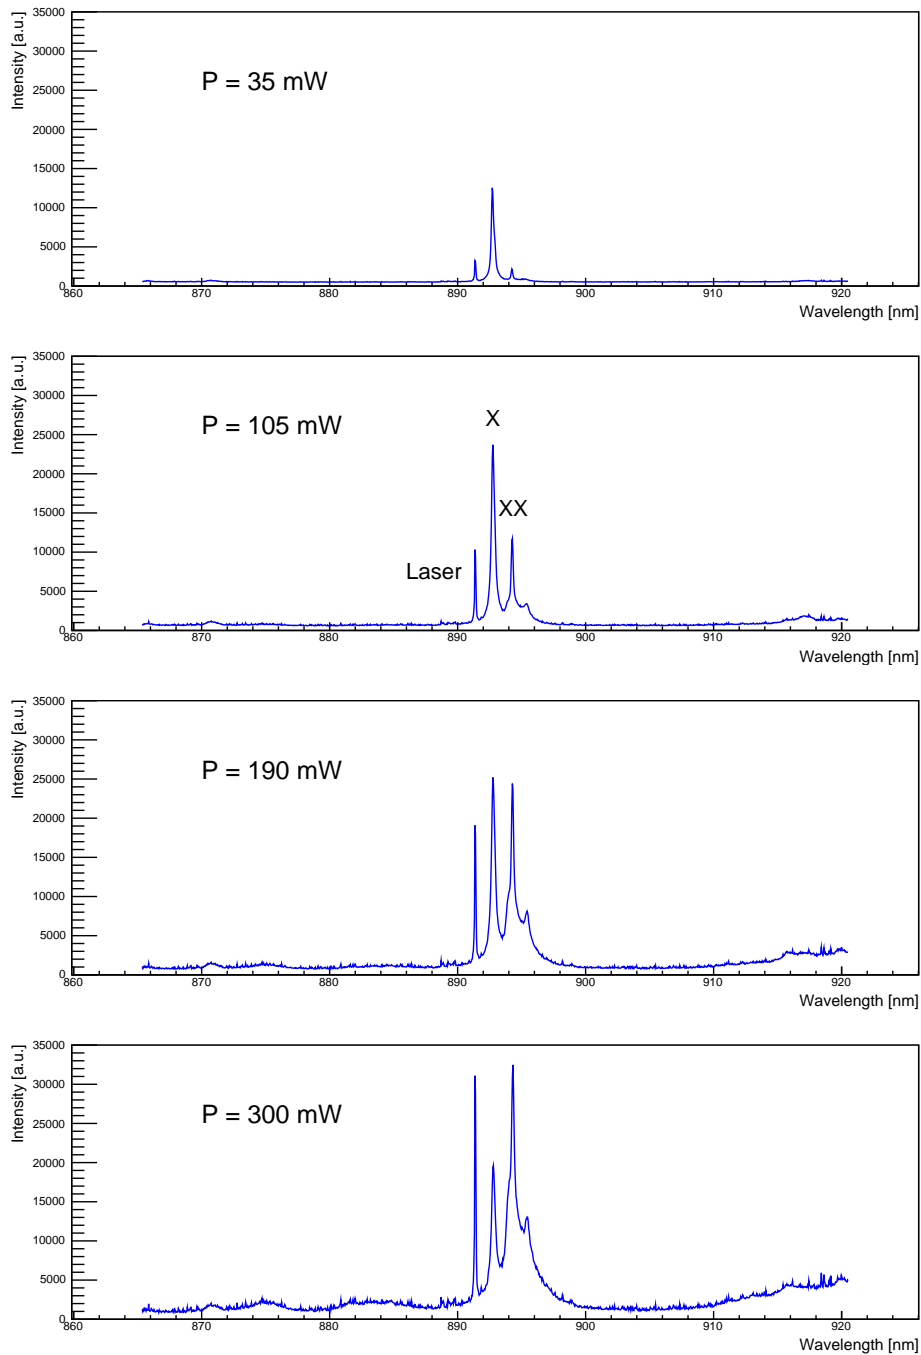 Intensity [a.u.]
35000
30000
25000
20000
15000
10000
5000
0
P = 35 mW
860 870 880 890 900 910 920
Wavelength [nm]
Intensity [a.u.]
35000
30000
25000
20000
15000
10000
5000
0
P = 105 mW
X
XX
Laser
860 870 880 890 900 910 920
Wavelength [nm]
Intensity [a.u.]
35000
30000
25000
20000
15000
10000
5000
0
P = 190 mW
860 870 880 890 900 910 920
Wavelength [nm]
Intensity [a.u.]
35000
30000
25000
20000
15000
10000
5000
0
P = 300 mW
860 870 880 890 900 910 920
Wavelength [nm]